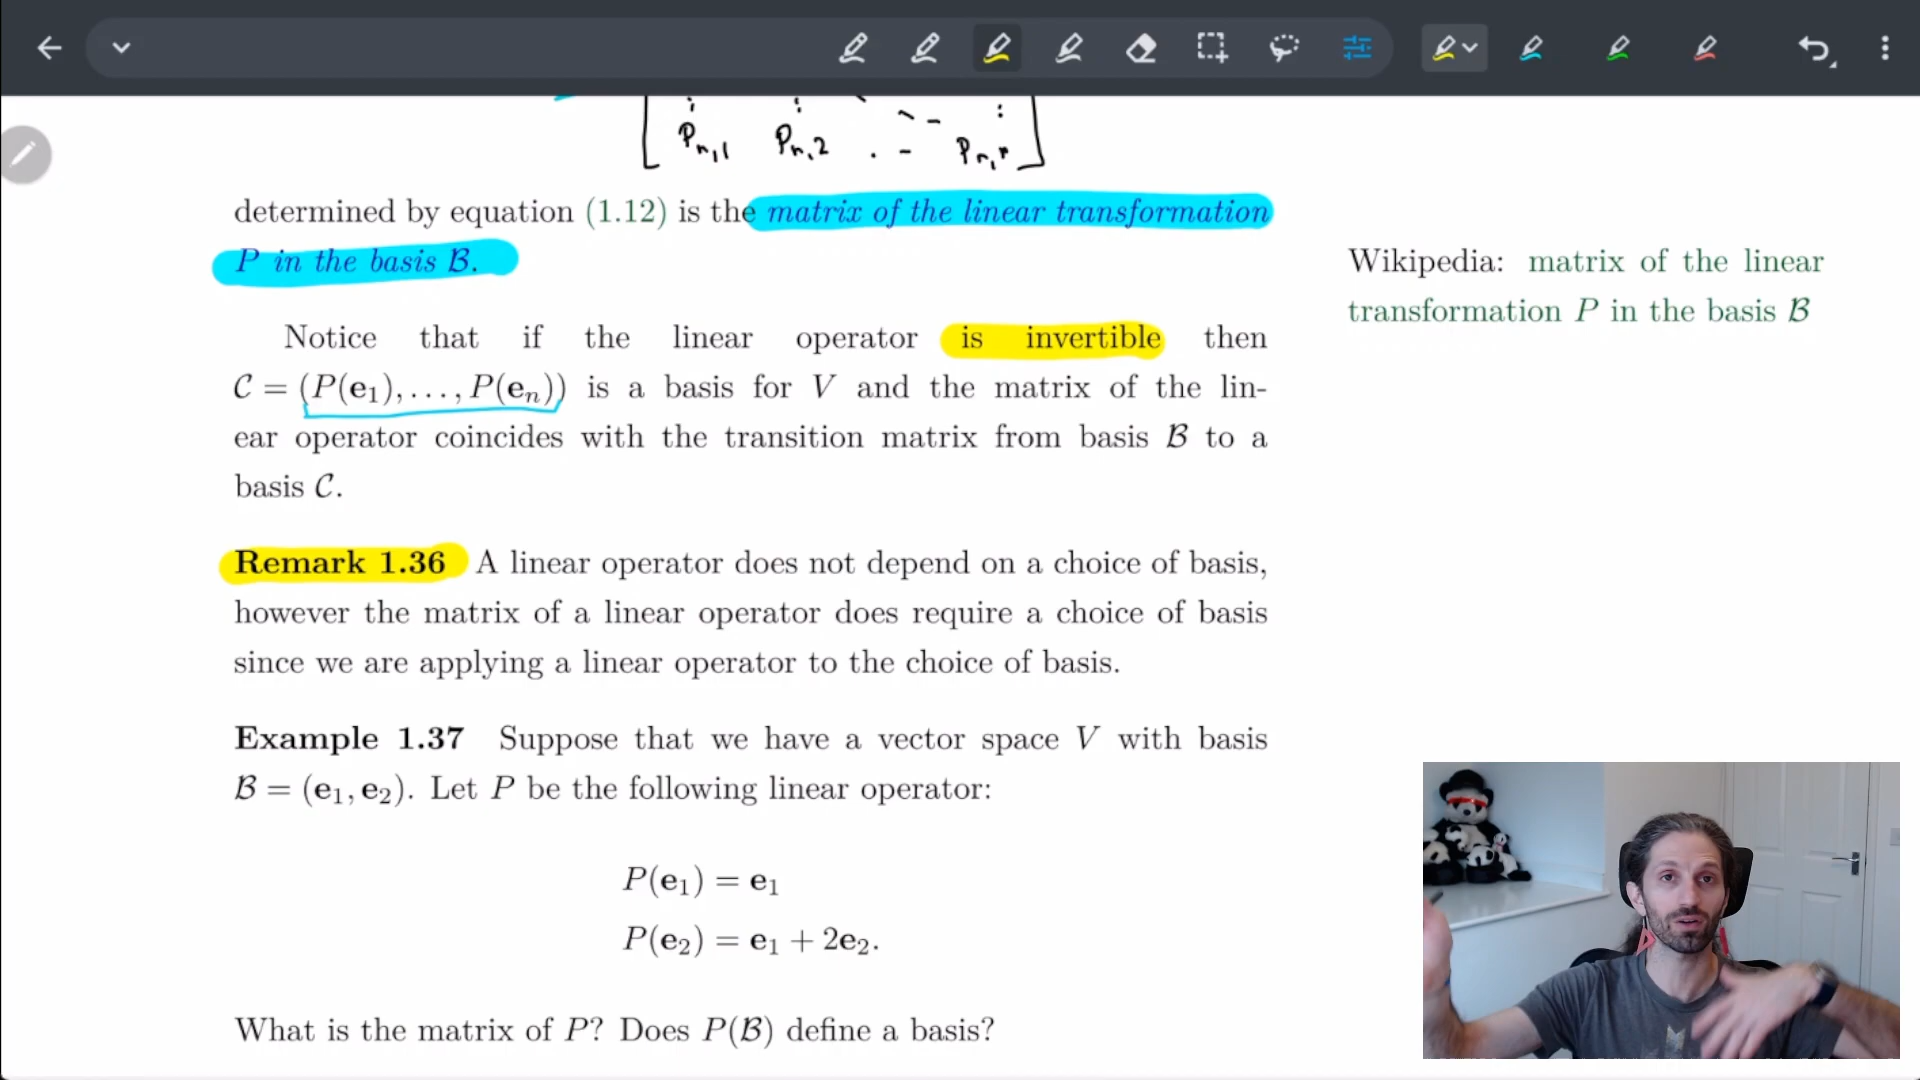 P_{n,1} P_{n,2} . - P_{n,n}
determined by equation (1.12) is the matrix of the linear transformation
P in the basis ℬ.
Wikipedia: matrix of the linear
transformation P in the basis ℬ
Notice that if the linear operator is invertible then
𝒞 = (P(e₁), . . . , P(eₙ)) is a basis for V and the matrix of the lin-
ear operator coincides with the transition matrix from basis ℬ to a
basis 𝒞.
Remark 1.36 A linear operator does not depend on a choice of basis,
however the matrix of a linear operator does require a choice of basis
since we are applying a linear operator to the choice of basis.
Example 1.37 Suppose that we have a vector space V with basis
ℬ = (e₁, e₂). Let P be the following linear operator:
P(e₁) = e₁
P(e₂) = e₁ + 2e₂.
What is the matrix of P? Does P(ℬ) define a basis?